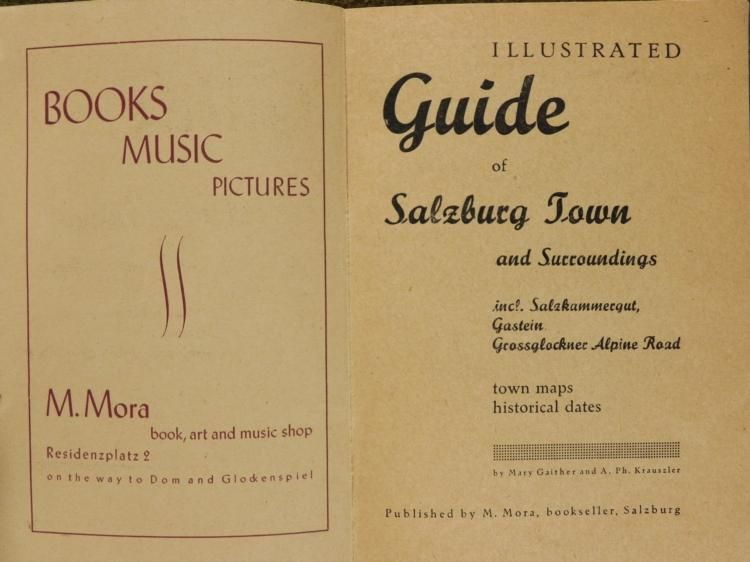 BOOKS
MUSIC
PICTURES
M. Mora
book, art and music shop
Residenzplatz 2
on the way to Dom and Glockenspiel
ILLUSTRATED
Guide
of
Salzburg Town
and Surroundings
incl. Salzkammergut,
Gastein
Grossglockner Alpine Road
town maps
historical dates
by Mary Gaither and A. Ph. Krauszler
Published by M. Mora, bookseller, Salzburg